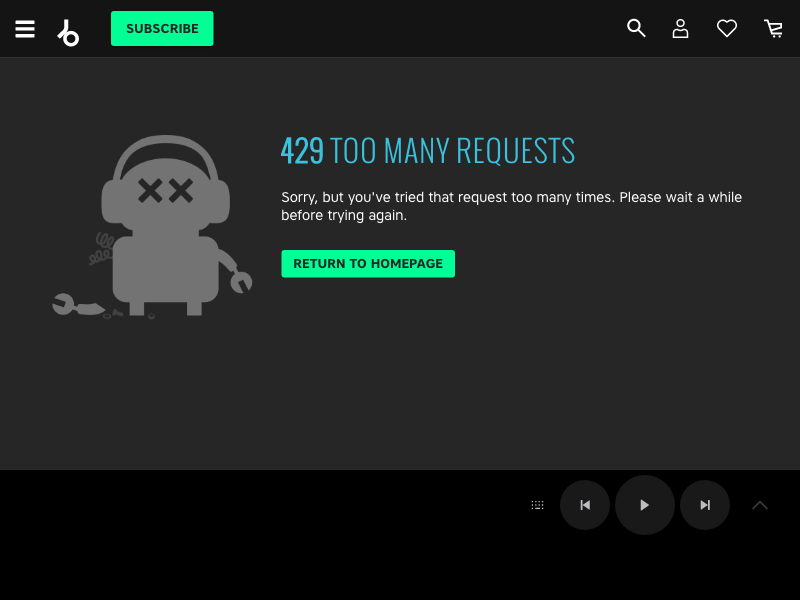 SUBSCRIBE
429 TOO MANY REQUESTS
Sorry, but you've tried that request too many times. Please wait a while
before trying again.
RETURN TO HOMEPAGE